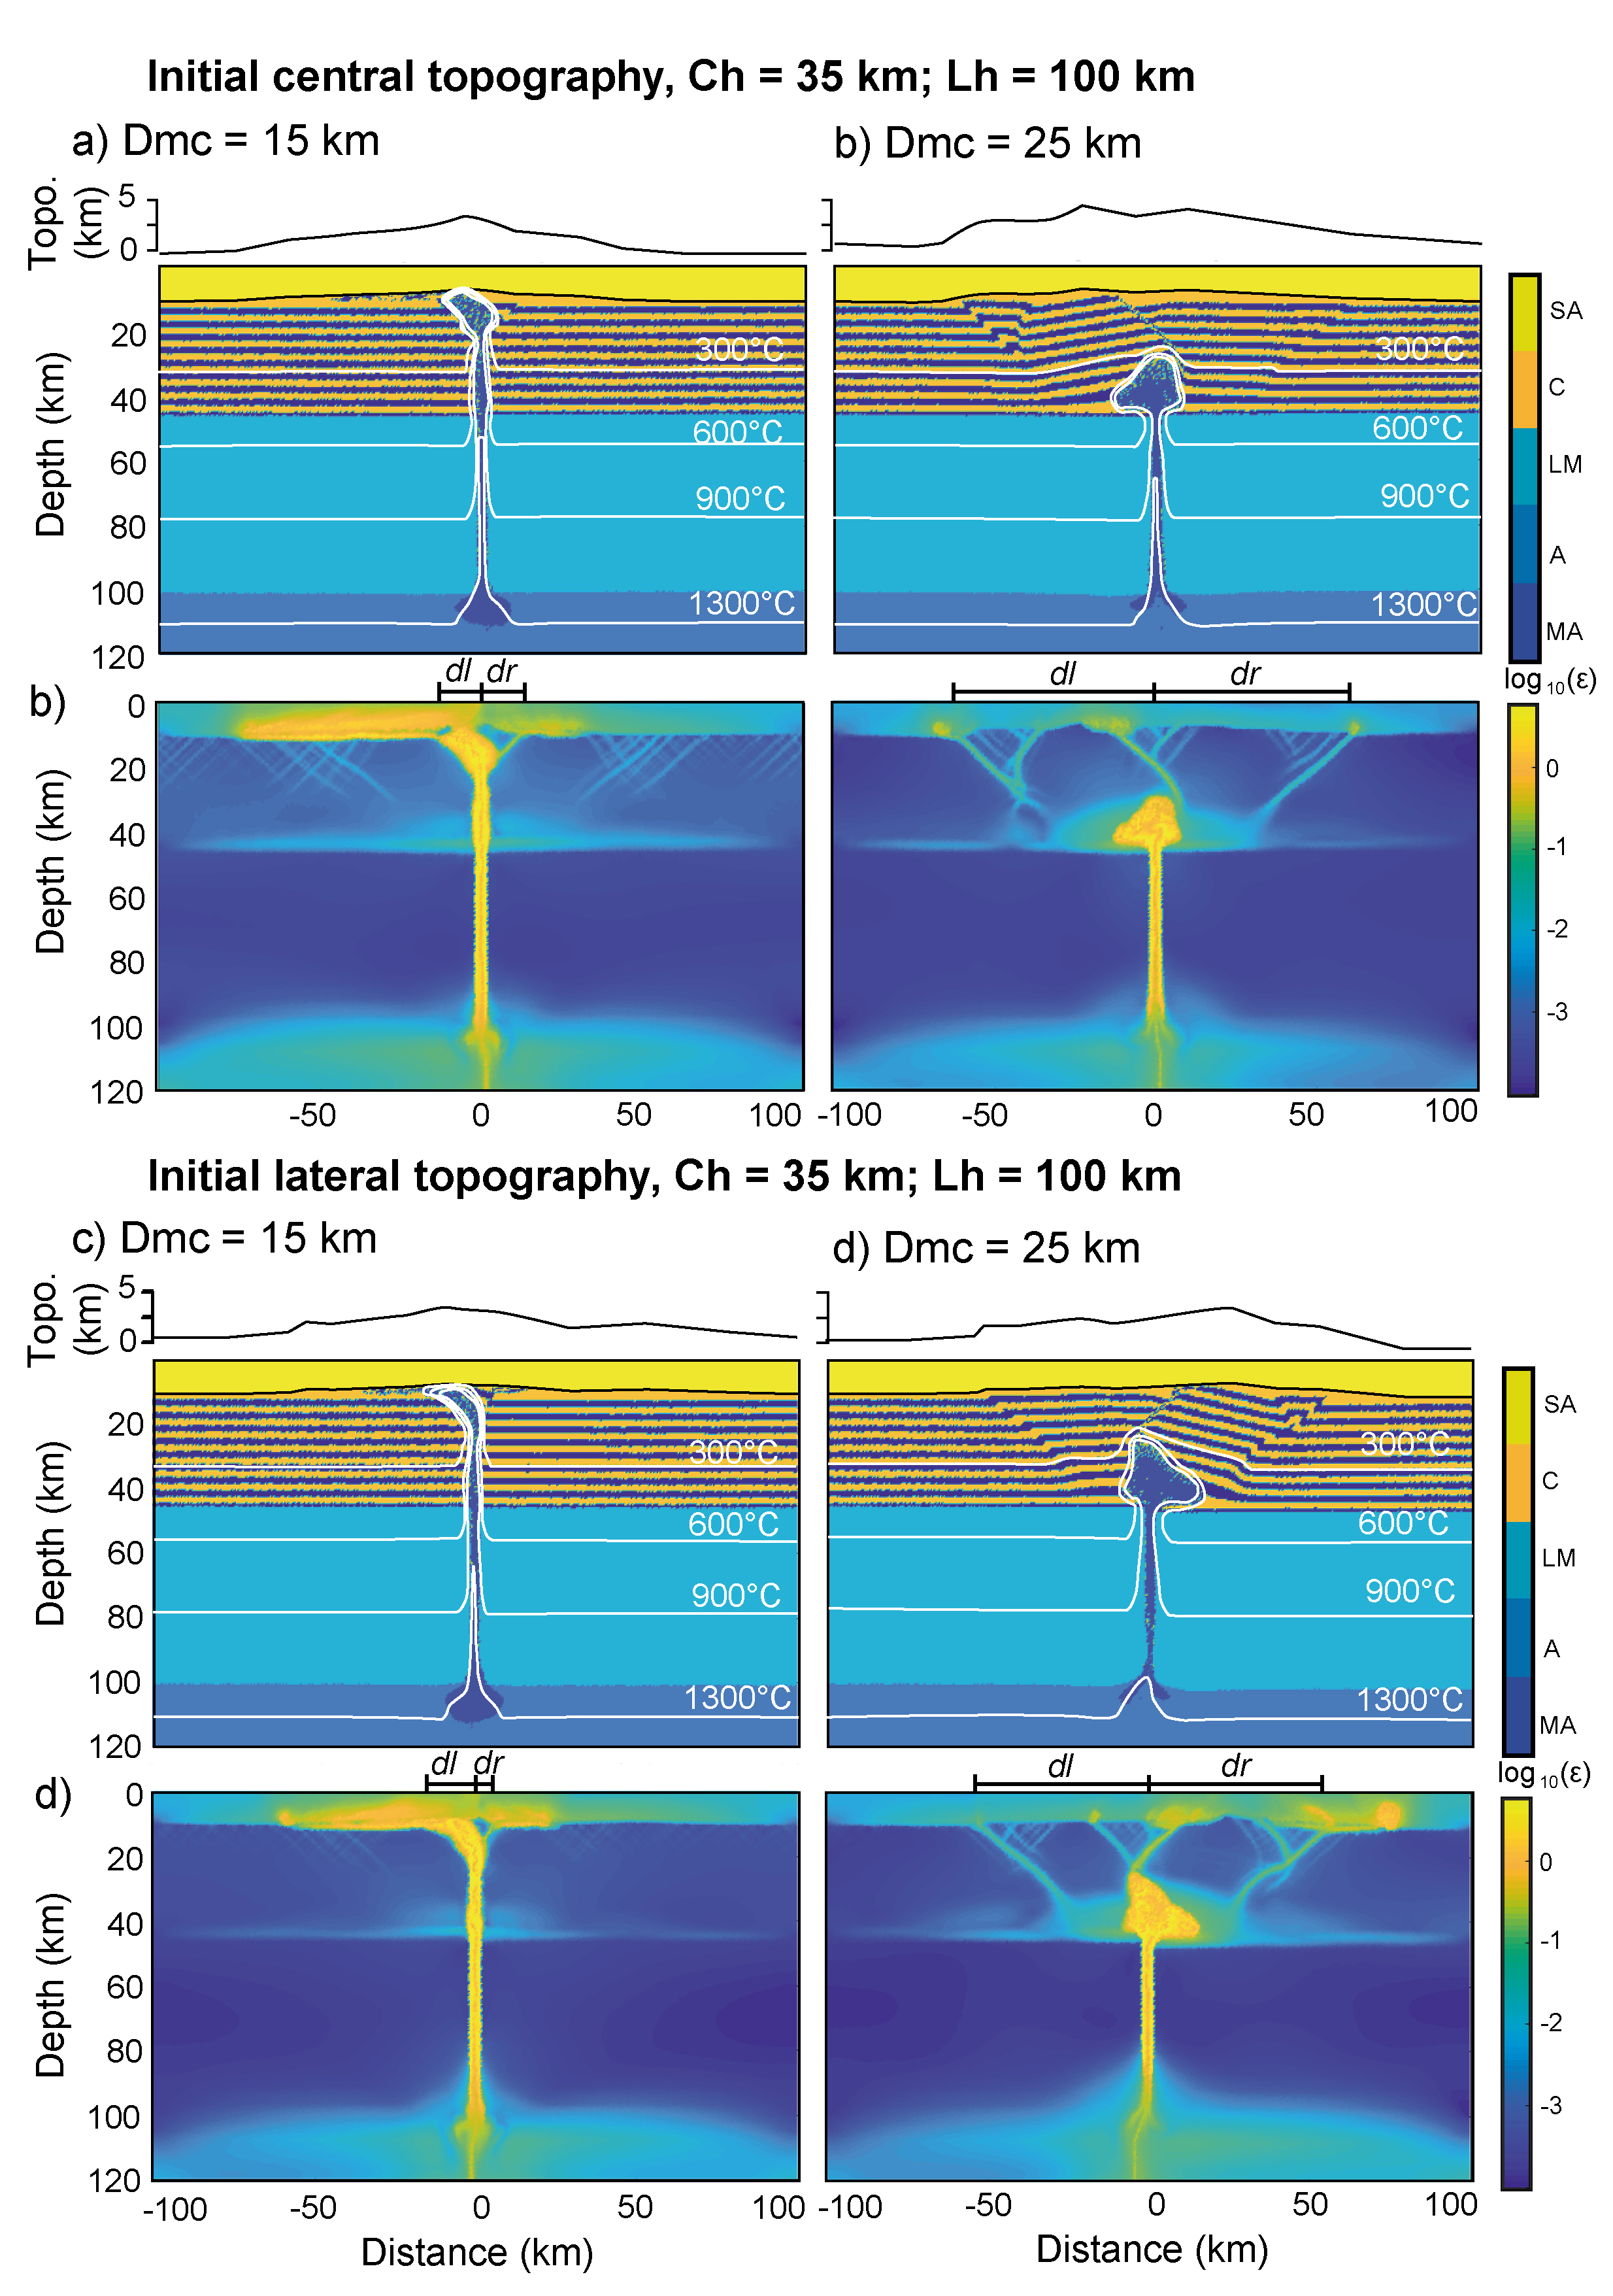 Initial central topography, Ch = 35 km; Lh = 100 km
a) Dmc = 15 km
b) Dmc = 25 km
Topo. (km)
5
0
Depth (km)
20
40
60
80
100
120
300°C
600°C
900°C
1300°C
300°C
600°C
900°C
1300°C
SA
C
LM
A
MA
b)
dl dr
dl dr
log10(ε)
0
-1
-2
-3
Depth (km)
0
20
40
60
80
100
120
-50 0 50 100
-100 -50 0 50 100
Initial lateral topography, Ch = 35 km; Lh = 100 km
c) Dmc = 15 km
d) Dmc = 25 km
Topo. (km)
5
0
Depth (km)
20
40
60
80
100
120
300°C
600°C
900°C
1300°C
300°C
600°C
900°C
1300°C
SA
C
LM
A
MA
d)
dl dr
dl dr
log10(ε)
0
-1
-2
-3
Depth (km)
0
20
40
60
80
100
120
-100 -50 0 50 100
-100 -50 0 50 100
Distance (km)
Distance (km)